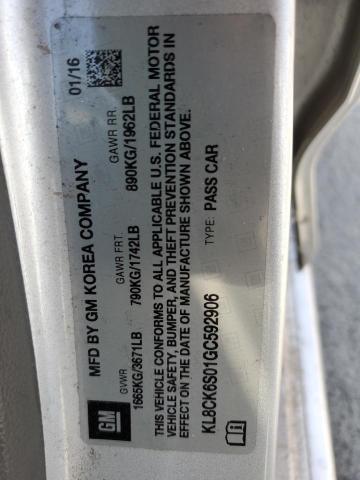 GM
MFD BY GM KOREA COMPANY 01/16
GVWR GAWR FRT. GAWR RR.
1665KG/3671LB 790KG/1742LB 890KG/1962LB
THIS VEHICLE CONFORMS TO ALL APPLICABLE U.S. FEDERAL MOTOR
VEHICLE SAFETY, BUMPER, AND THEFT PREVENTION STANDARDS IN
EFFECT ON THE DATE OF MANUFACTURE SHOWN ABOVE.
KL8CK6S01GC592906 TYPE: PASS CAR